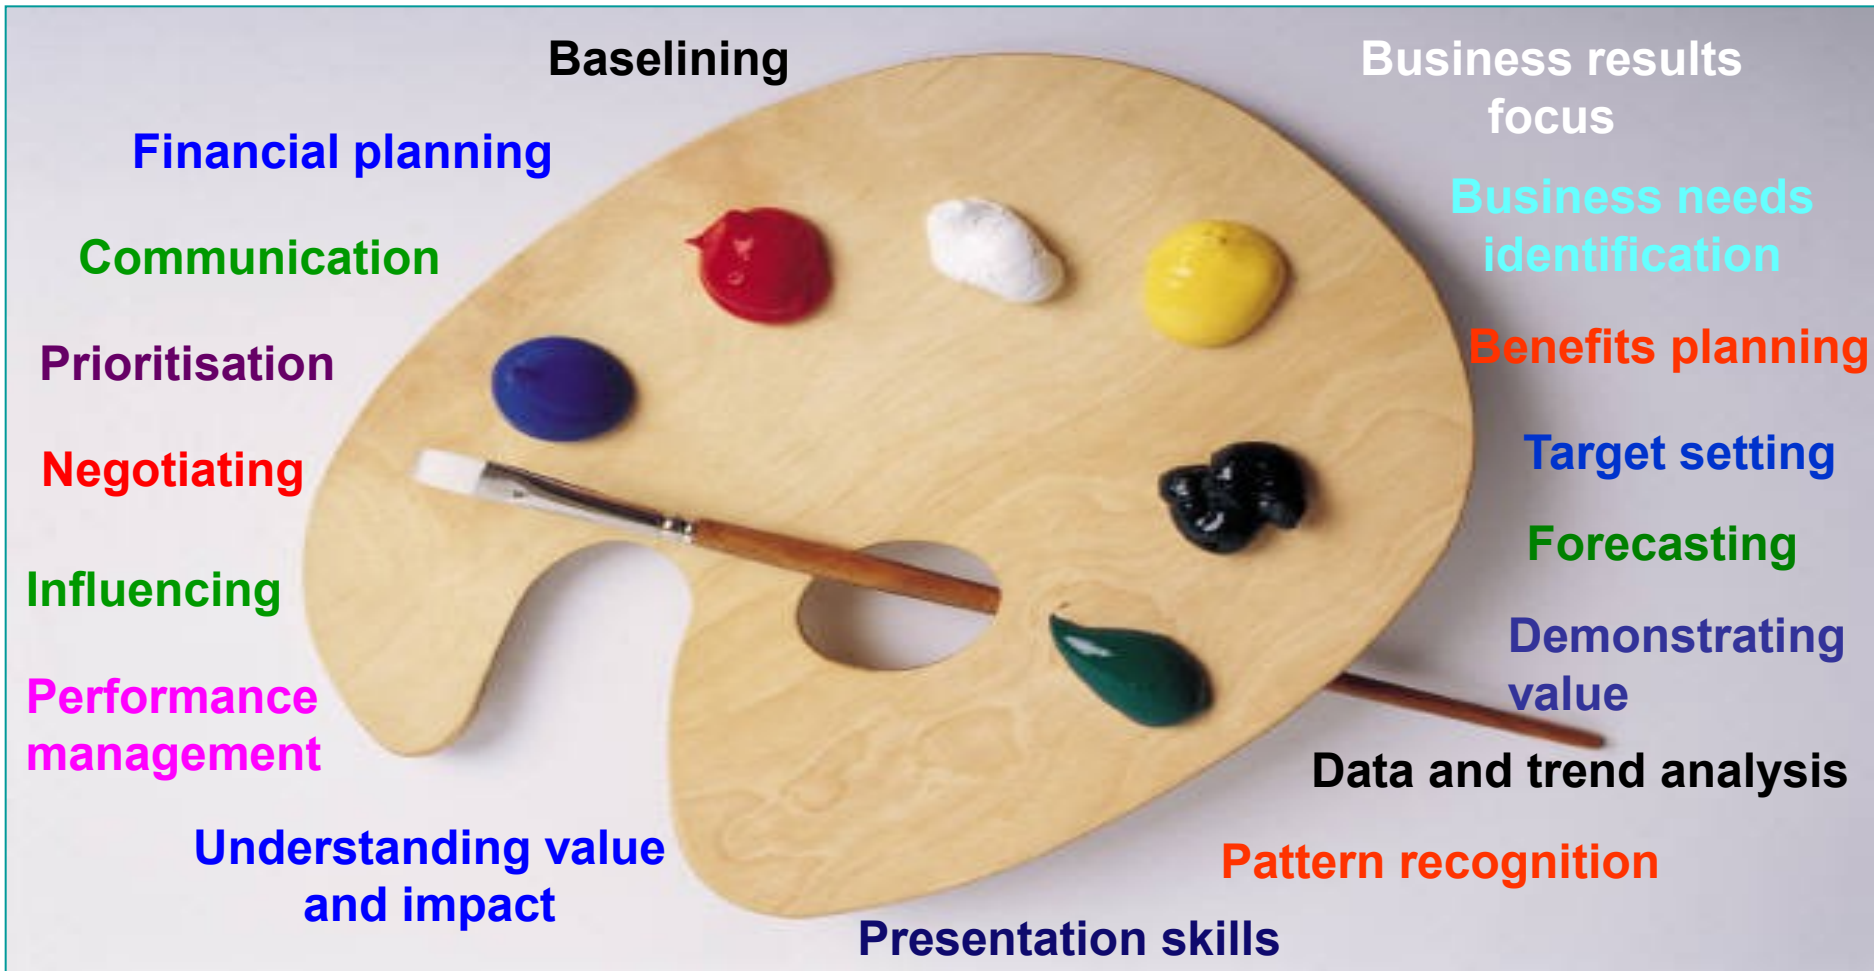 Baselining
Business results
focus
Financial planning
Business needs
identification
Communication
Prioritisation
Benefits planning
Negotiating
Target setting
Forecasting
Influencing
Demonstrating
value
Performance
management
Data and trend analysis
Understanding value
and impact
Pattern recognition
Presentation skills